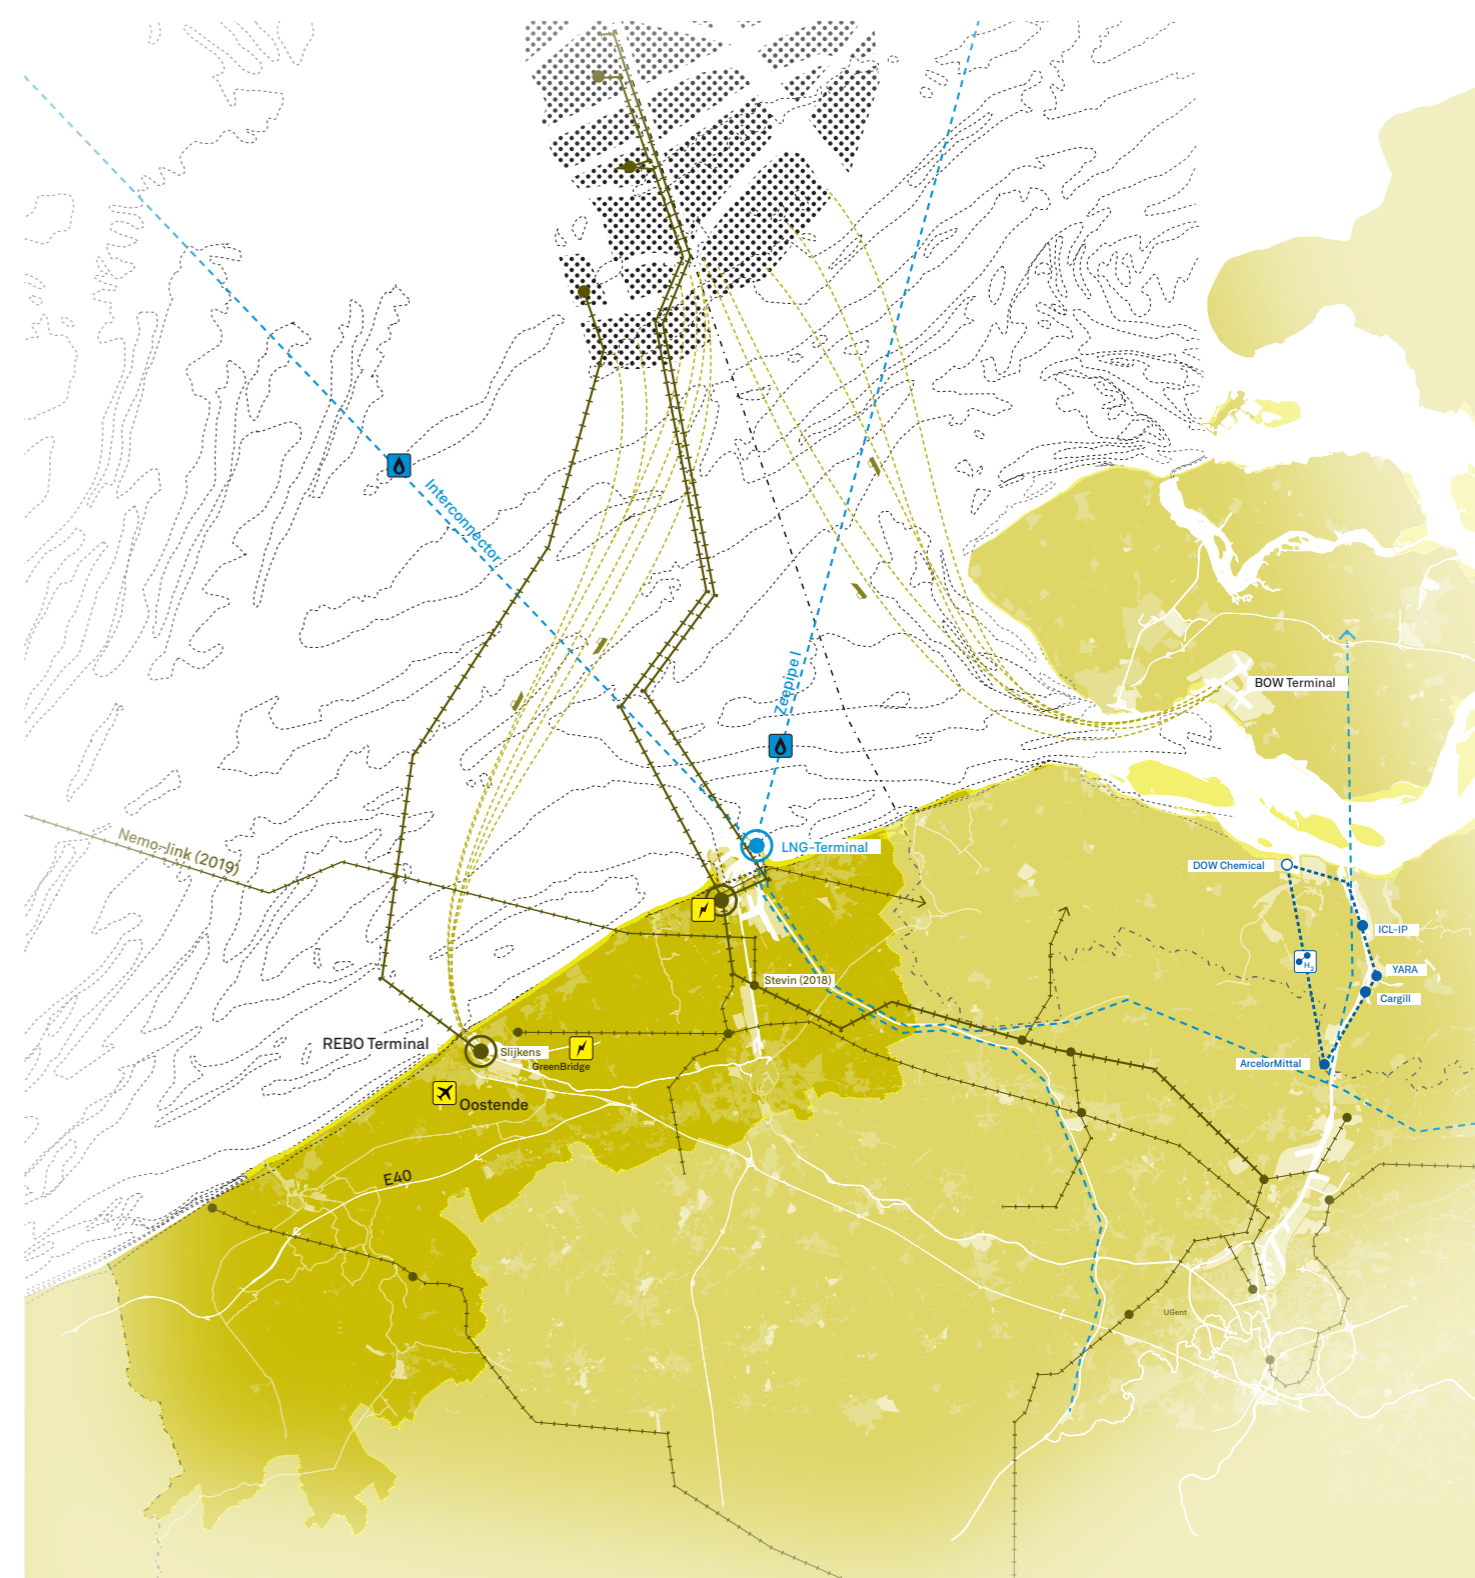 Interconnector
Zeepipe I
BOW Terminal
Nemo-link (2019)
LNG-Terminal
DOW Chemical
ICL-IP
H2
YARA
Stevin (2018)
Cargill
REBO Terminal
Slijkens
GreenBridge
ArcelorMittal
Oostende
E40
UGent